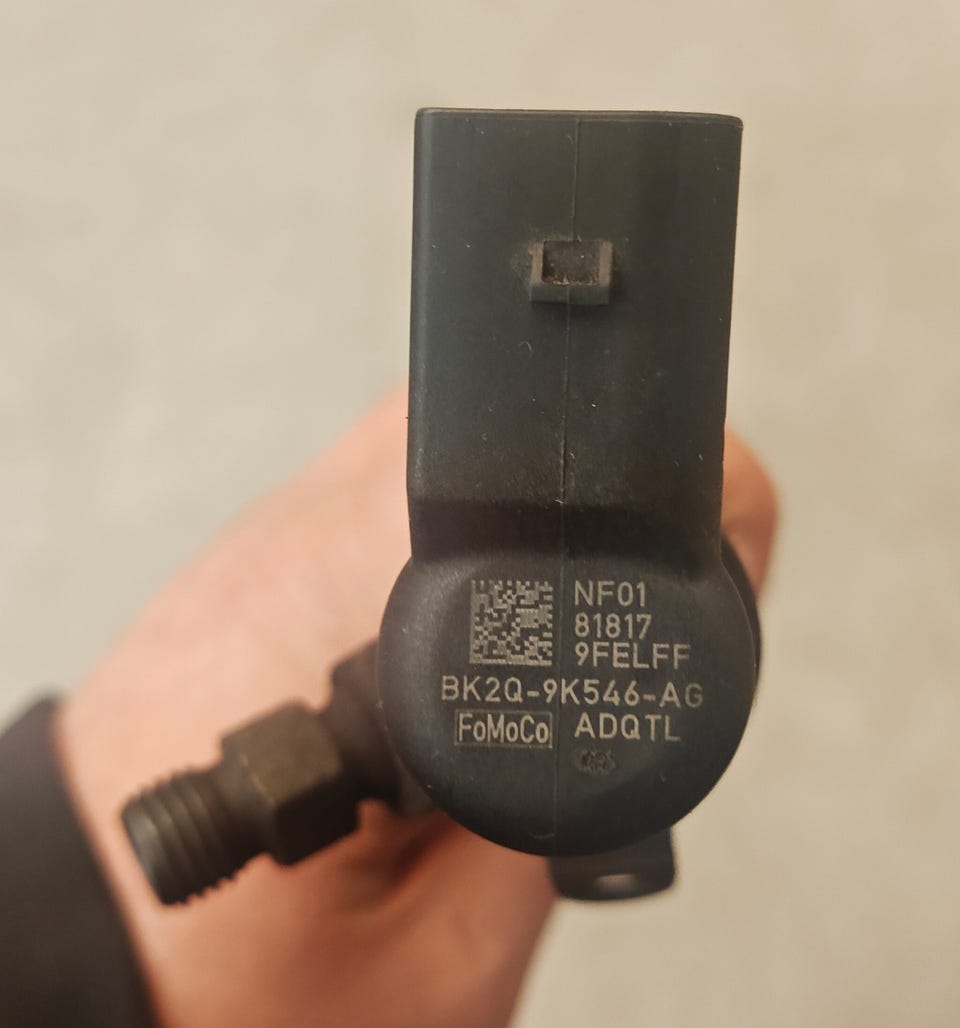 NF01
81817
9FELFF
BK2Q-9K546-AG
FoMoCo ADQTL